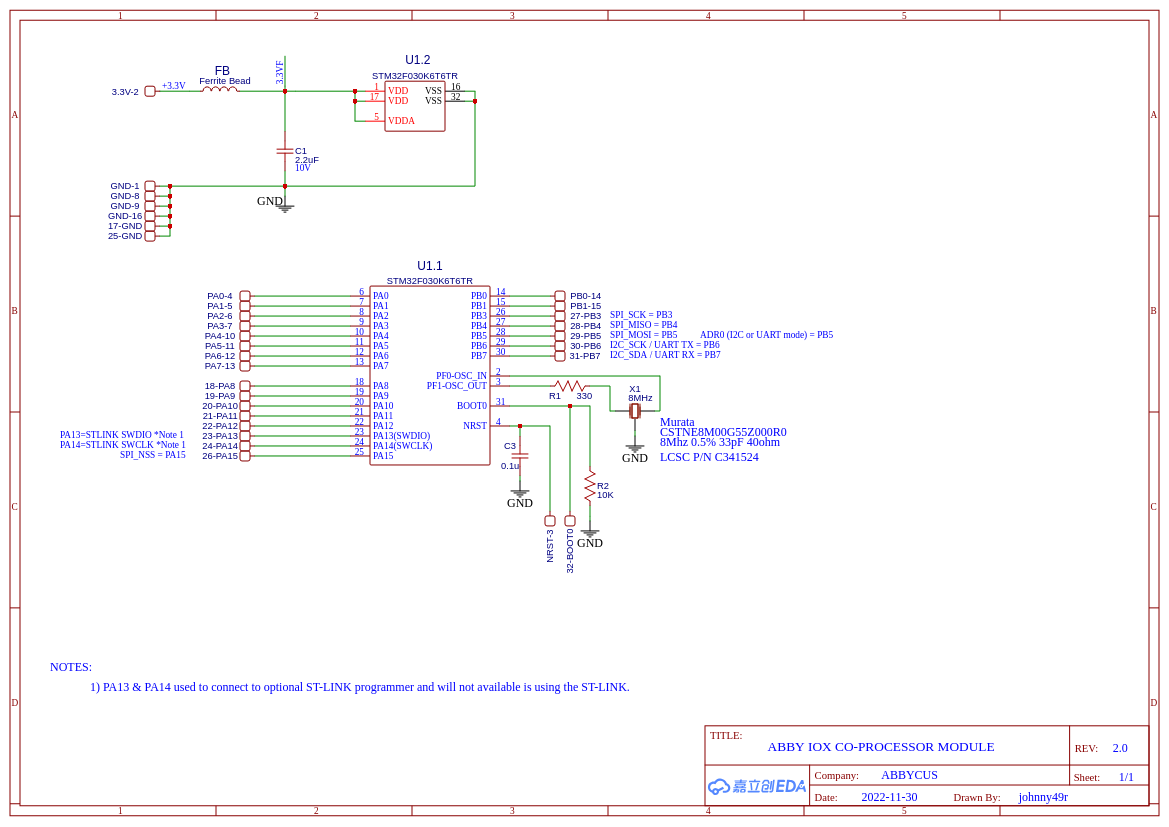 1 2 3 4 5
A A
B B
C C
D D
FB
Ferrite Bead
3.3V-2
+3.3V
3.3VF
U1.2
STM32F030K6T6TR
1 VDD
17 VDD
5 VDDA
VSS 16
VSS 32
C1
2.2uF
10V
GND
GND-1
GND-8
GND-9
GND-16
17-GND
25-GND
U1.1
STM32F030K6T6TR
PA0-4 6 PA0
PA1-5 7 PA1
PA2-6 8 PA2
PA3-7 9 PA3
PA4-10 10 PA4
PA5-11 11 PA5
PA6-12 12 PA6
PA7-13 13 PA7
18-PA8 18 PA8
19-PA9 19 PA9
20-PA10 20 PA10
21-PA11 21 PA11
22-PA12 22 PA12
PA13=STLINK SWDIO *Note 1 23-PA13 23 PA13(SWDIO)
PA14=STLINK SWCLK *Note 1 24-PA14 24 PA14(SWCLK)
SPI_NSS = PA15 26-PA15 25 PA15
PB0 14 PB0-14
PB1 15 PB1-15
PB3 26 27-PB3 SPI_SCK = PB3
PB4 27 28-PB4 SPI_MISO = PB4
PB5 28 29-PB5 SPI_MOSI = PB5 ADR0 (I2C or UART mode) = PB5
PB6 29 30-PB6 I2C_SCK / UART TX = PB6
PB7 30 31-PB7 I2C_SDA / UART RX = PB7
PF0-OSC_IN 2
PF1-OSC_OUT 3
BOOT0 31
NRST 4
R1 330
X1
8MHz
GND
Murata
CSTNE8M00G55Z000R0
8Mhz 0.5% 33pF 40ohm
LCSC P/N C341524
C3
0.1u
GND
R2
10K
GND
NRST-3
32-BOOT0
NOTES:
1) PA13 & PA14 used to connect to optional ST-LINK programmer and will not available is using the ST-LINK.
TITLE:
ABBY IOX CO-PROCESSOR MODULE
REV: 2.0
嘉立创EDA
Company: ABBYCUS
Sheet: 1/1
Date: 2022-11-30
Drawn By: johnny49r
1 2 3 4 5